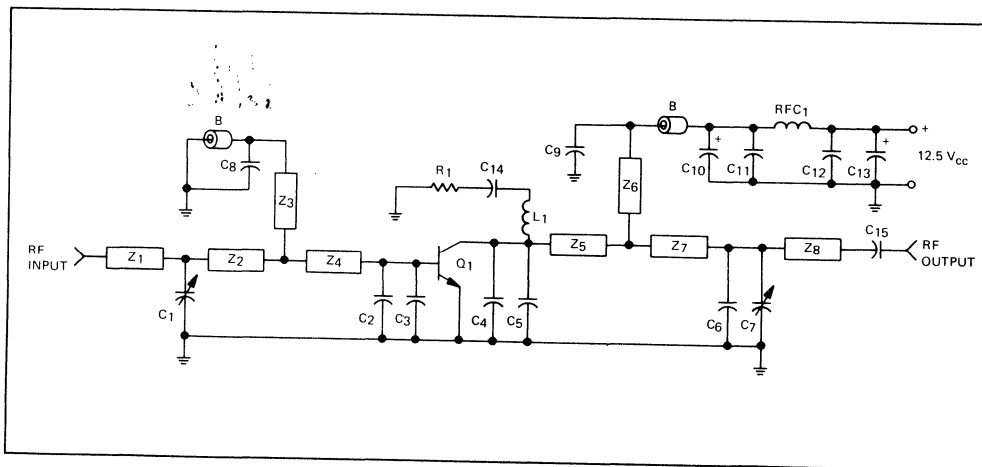 B
B
RFC1
+
C8
C9
+
C10
C11
C12
C13
12.5 Vcc
R1
C14
Z3
Z6
L1
C15
RF
INPUT
Z1
Z2
Z4
Q1
Z5
Z7
Z8
RF
OUTPUT
C1
C2
C3
C4
C5
C6
C7